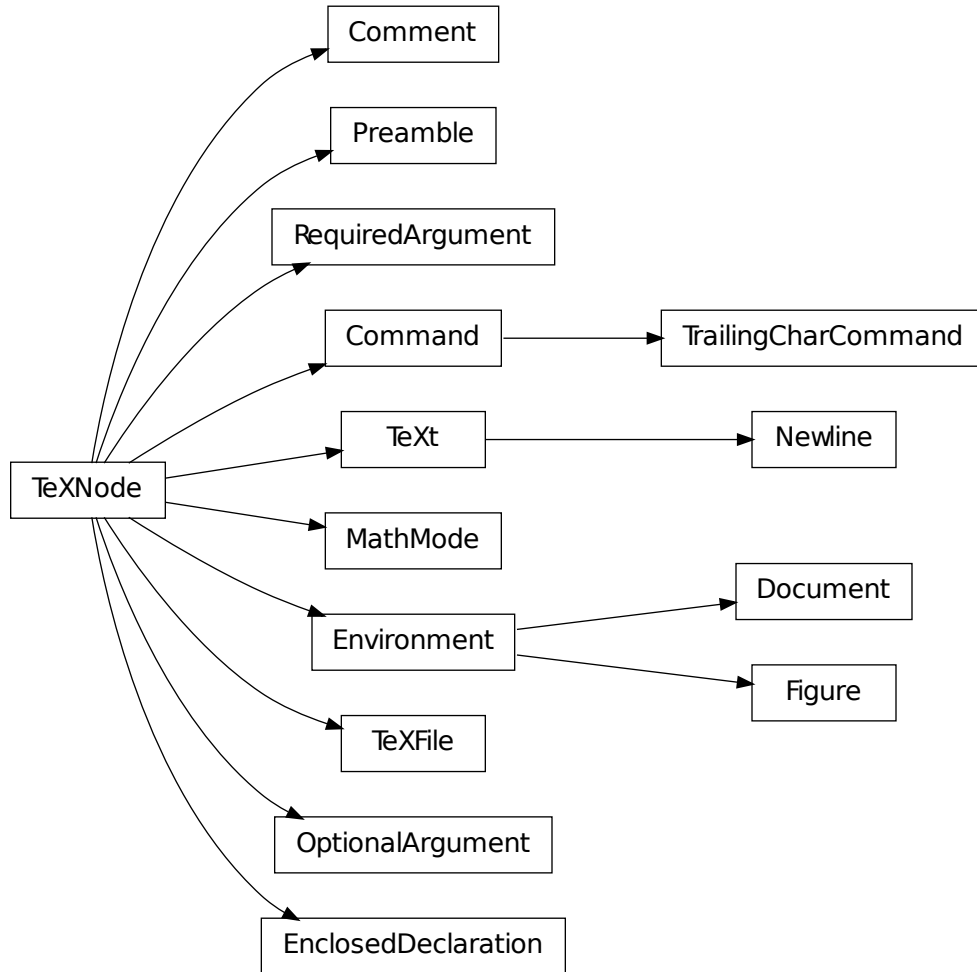 Comment
Preamble
RequiredArgument
Command
TrailingCharCommand
TeXt
Newline
TeXNode
MathMode
Document
Environment
Figure
TeXFile
OptionalArgument
EnclosedDeclaration